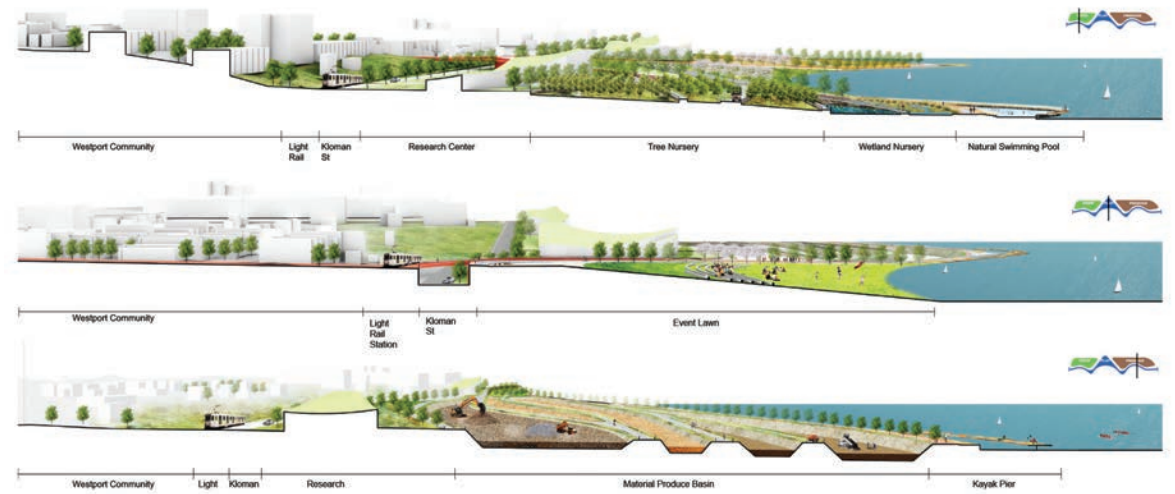 Westport Community
Light
Rail
Kloman
St
Research Center
Tree Nursery
Wetland Nursery
Natural Swimming Pool
Westport Community
Light
Rail
Station
Kloman
St
Event Lawn
Westport Community
Light
Kloman
Research
Material Produce Basin
Kayak Pier